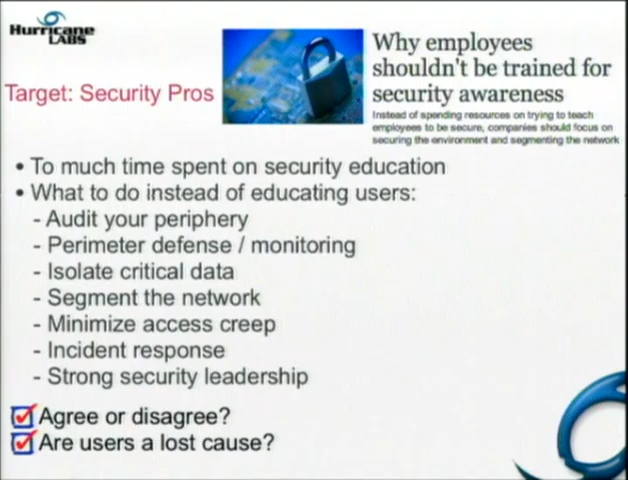 Hurricane
LABS
Why employees
shouldn't be trained for
security awareness
Instead of spending resources on trying to teach
employees to be secure, companies should focus on
securing the environment and segmenting the network
Target: Security Pros
• To much time spent on security education
• What to do instead of educating users:
- Audit your periphery
- Perimeter defense / monitoring
- Isolate critical data
- Segment the network
- Minimize access creep
- Incident response
- Strong security leadership
Agree or disagree?
Are users a lost cause?